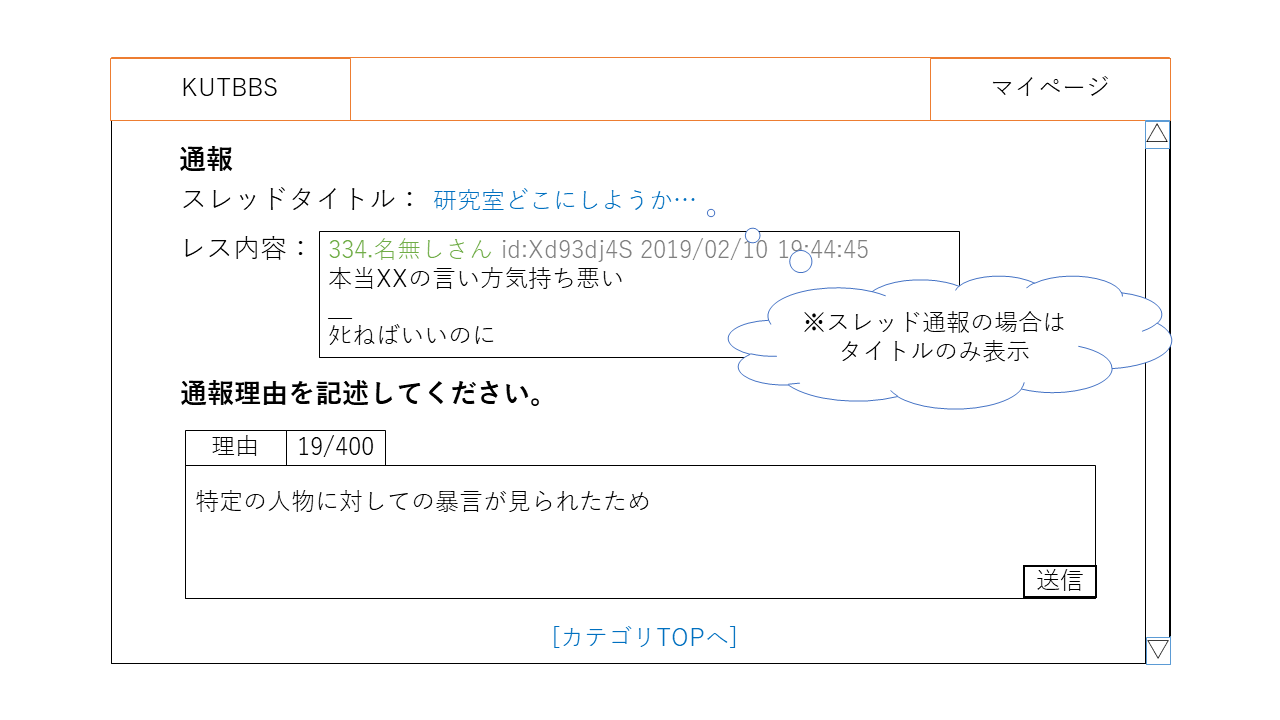 KUTBBS
マイページ
通報
スレッドタイトル： 研究室どこにしようか…
レス内容：
334.名無しさん id:Xd93dj4S 2019/02/10 19:44:45
本当XXの言い方気持ち悪い
死ねばいいのに
※スレッド通報の場合は
タイトルのみ表示
通報理由を記述してください。
理由 19/400
特定の人物に対しての暴言が見られたため
送信
[カテゴリTOPへ]